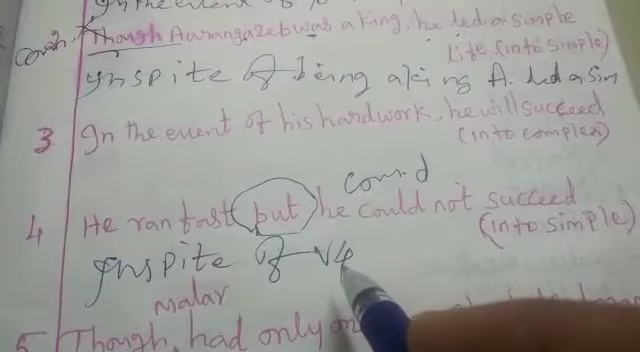 In the event of
Though Aurangazeb was a king, he led a simple
life (into simple)
Inspite of being a king A. led a sim
3 In the event of his hardwork, he will succeed
(into complex)
com.d
4 He ran fast but he could not succeed
(into simple)
Inspite of V4
malar
5 Though, had only